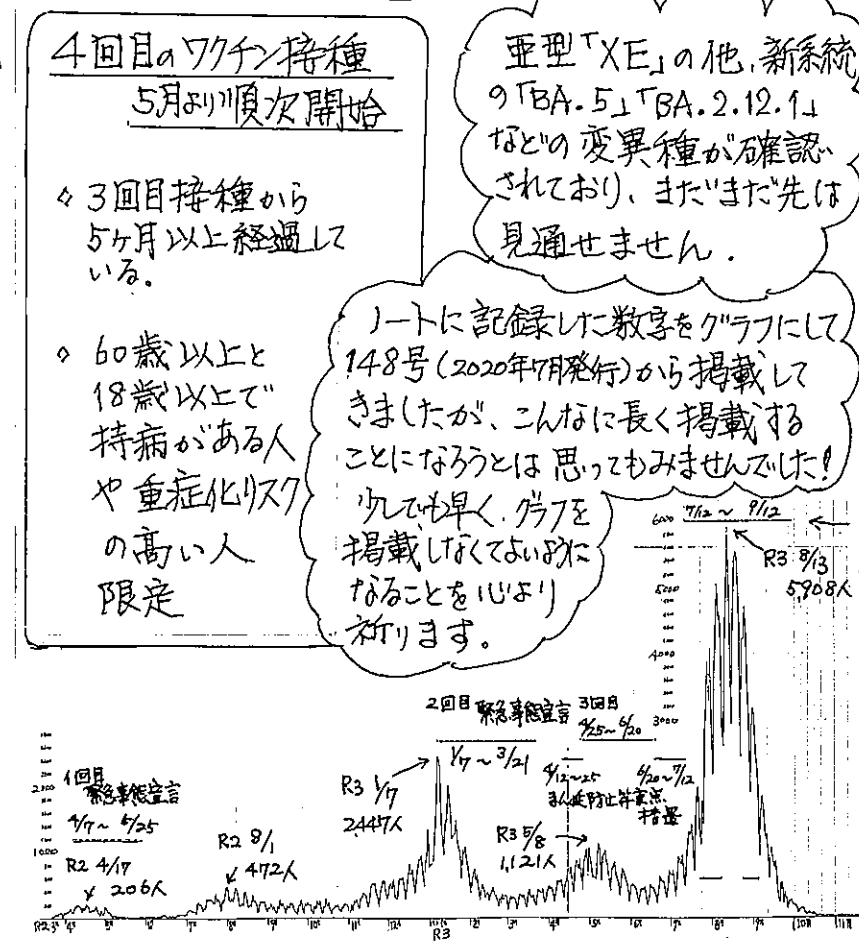 4回目のワクチン接種
5月より順次開始
◇ 3回目接種から
5ヶ月以上経過して
いる。
◇ 60歳以上と
18歳以上で
持病がある人
や重症化リスク
の高い人
限定
亜型「XE」の他、新系統
の「BA.5」「BA.2.12.1」
などの変異種が確認
されており、まだまだ先は
見通せません.
ノートに記録した数字をグラフにして
148号(2020年7月発行)から掲載して
きましたが、こんなに長く掲載する
ことになろうとは思ってもみませんでした!
少しでも早く、グラフを
掲載しなくてよいように
なることを心より
祈ります。
6000
7/12~9/12
R3 8/13
5,908人
5000
4000
3000
2回目 緊急事態宣言 3回目
1/7~3/21
4/25~6/20
R3 1/7
2,447人
4/12~25
6/20~7/12
まん延防止等重点
措置
R3 5/8
1,121人
1回目
緊急事態宣言
4/7~5/25
R2 4/17
206人
R2 8/1
472人
2000
1000
R2 3月 4月
R3